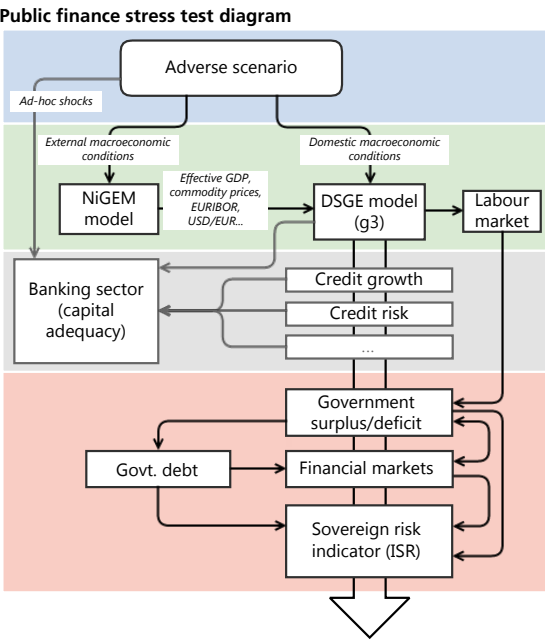 Public finance stress test diagram
Adverse scenario
Ad-hoc shocks
External macroeconomic
conditions
Domestic macroeconomic
conditions
NiGEM
model
Effective GDP,
commodity prices,
EURIBOR,
USD/EUR...
DSGE model
(g3)
Labour
market
Banking sector
(capital
adequacy)
Credit growth
Credit risk
...
Government
surplus/deficit
Govt. debt
Financial markets
Sovereign risk
indicator (ISR)